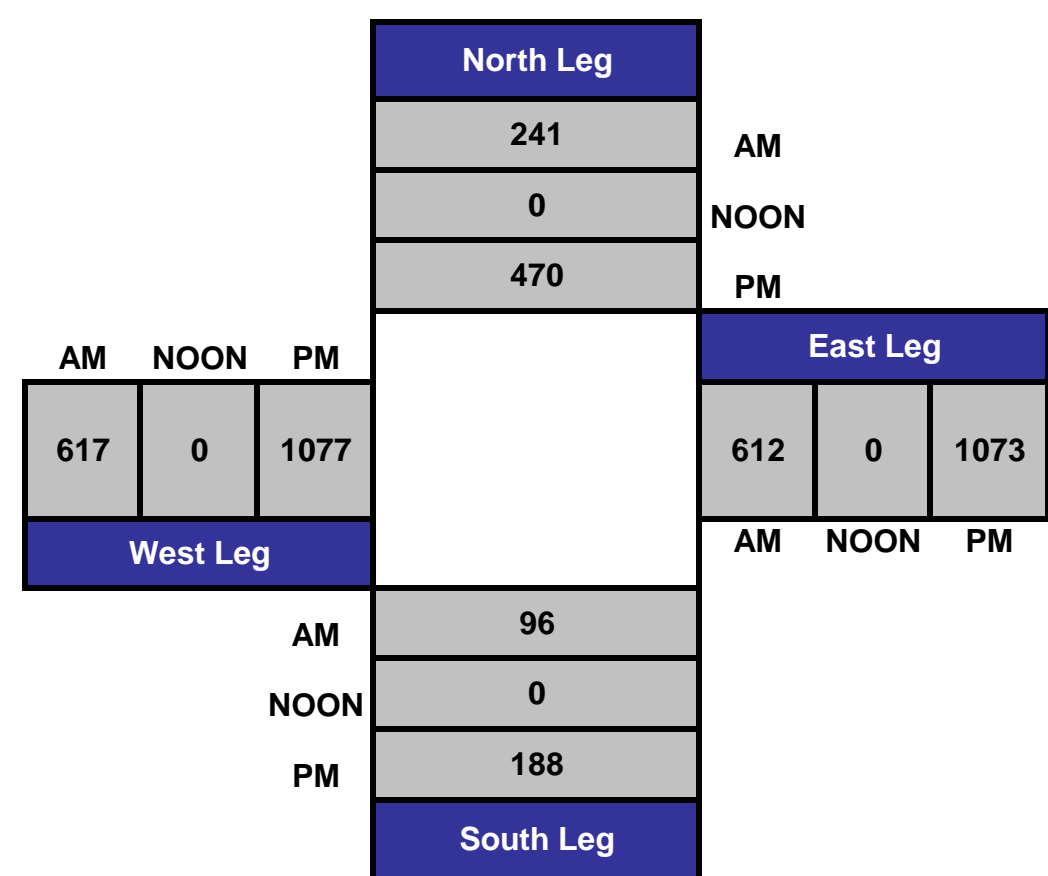 North Leg
241 AM
0 NOON
470 PM
East Leg
AM NOON PM
617 0 1077
612 0 1073
West Leg
AM NOON PM
AM 96
NOON 0
PM 188
South Leg